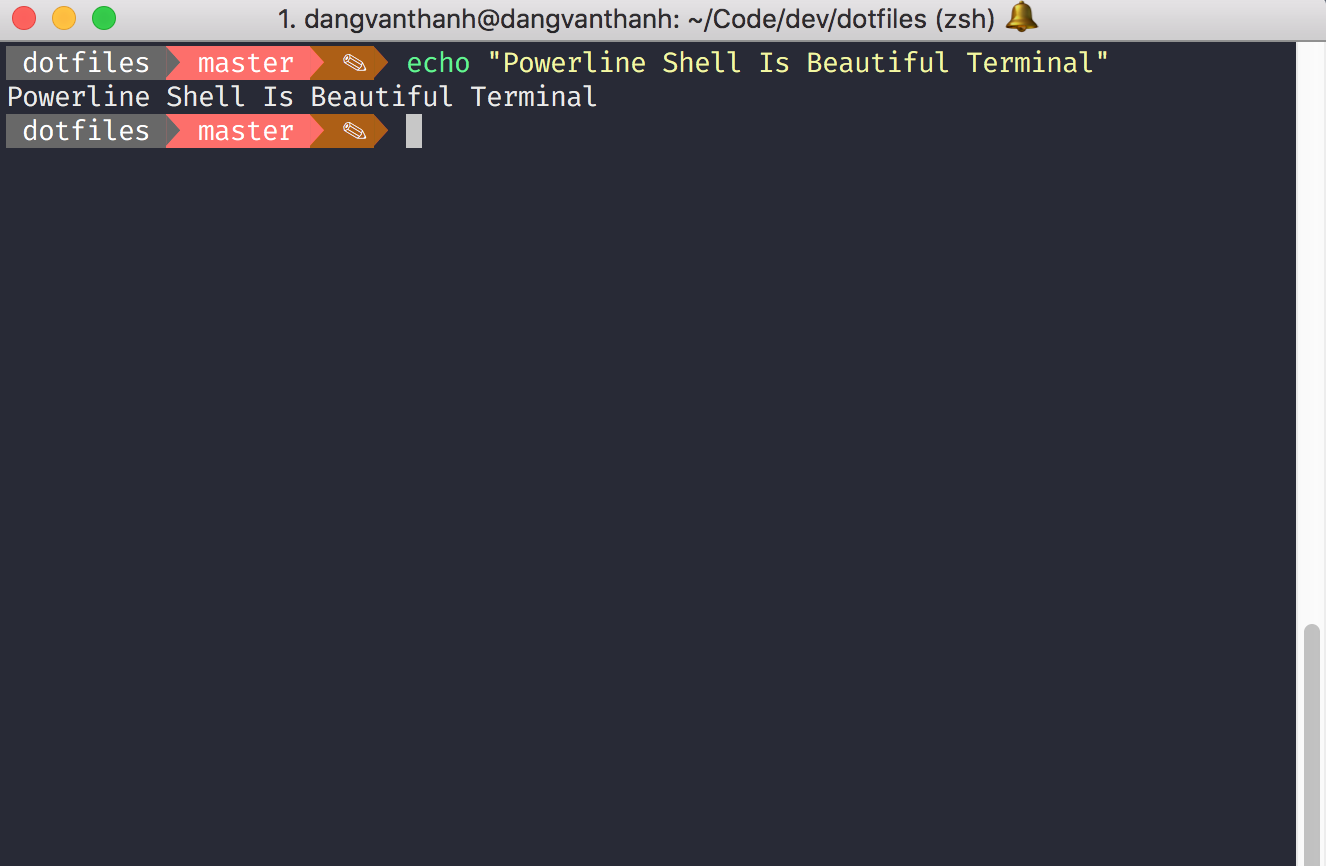 1. dangvanthanh@dangvanthanh: ~/Code/dev/dotfiles (zsh) 🔔
dotfiles master ✎ echo "Powerline Shell Is Beautiful Terminal"
Powerline Shell Is Beautiful Terminal
dotfiles master ✎